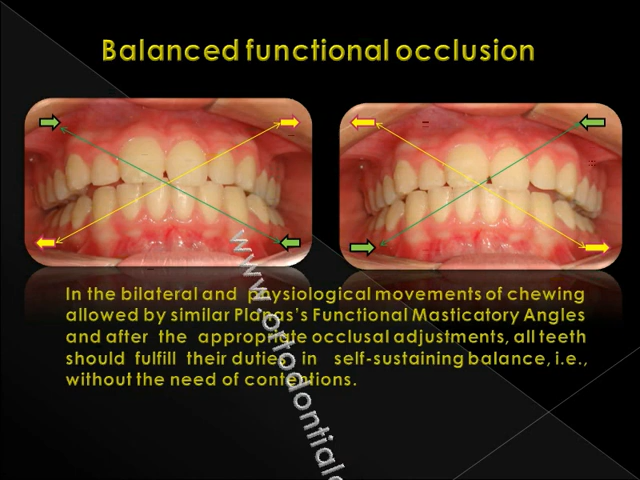 Balanced functional occlusion
In the bilateral and physiological movements of chewing
allowed by similar Planas's Functional Masticatory Angles
and after the appropriate occlusal adjustments, all teeth
should fulfill their duties in self-sustaining balance, i.e.,
without the need of contentions.